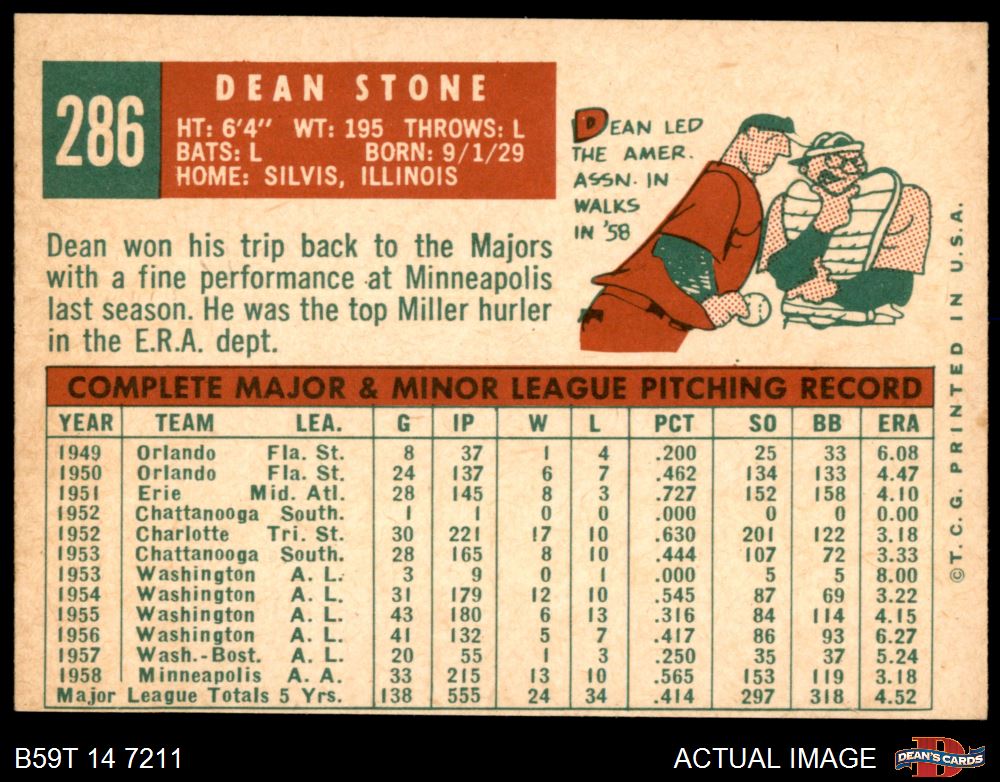 286
DEAN STONE
HT: 6'4" WT: 195 THROWS: L
BATS: L BORN: 9/1/29
HOME: SILVIS, ILLINOIS
Dean won his trip back to the Majors
with a fine performance at Minneapolis
last season. He was the top Miller hurler
in the E.R.A. dept.
DEAN LED
THE AMER.
ASSN. IN
WALKS
IN '58
COMPLETE MAJOR & MINOR LEAGUE PITCHING RECORD
YEAR TEAM LEA. G IP W L PCT SO BB ERA
1949 Orlando Fla. St. 8 37 1 4 .200 25 33 6.08
1950 Orlando Fla. St. 24 137 6 7 .462 134 133 4.47
1951 Erie Mid. Atl. 28 145 8 3 .727 152 158 4.10
1952 Chattanooga South. 1 1 0 0 .000 0 0 0.00
1952 Charlotte Tri. St. 30 221 17 10 .630 201 122 3.18
1953 Chattanooga South. 28 165 8 10 .444 107 72 3.33
1953 Washington A. L. 3 9 0 1 .000 5 5 8.00
1954 Washington A. L. 31 179 12 10 .545 87 69 3.22
1955 Washington A. L. 43 180 6 13 .316 84 114 4.15
1956 Washington A. L. 41 132 5 7 .417 86 93 6.27
1957 Wash.-Bost. A. L. 20 55 1 3 .250 35 37 5.24
1958 Minneapolis A. A. 33 215 13 10 .565 153 119 3.18
Major League Totals 5 Yrs. 138 555 24 34 .414 297 318 4.52
© T. C. G. PRINTED IN U.S.A.
B59T 14 7211
ACTUAL IMAGE
DEAN'S CARDS